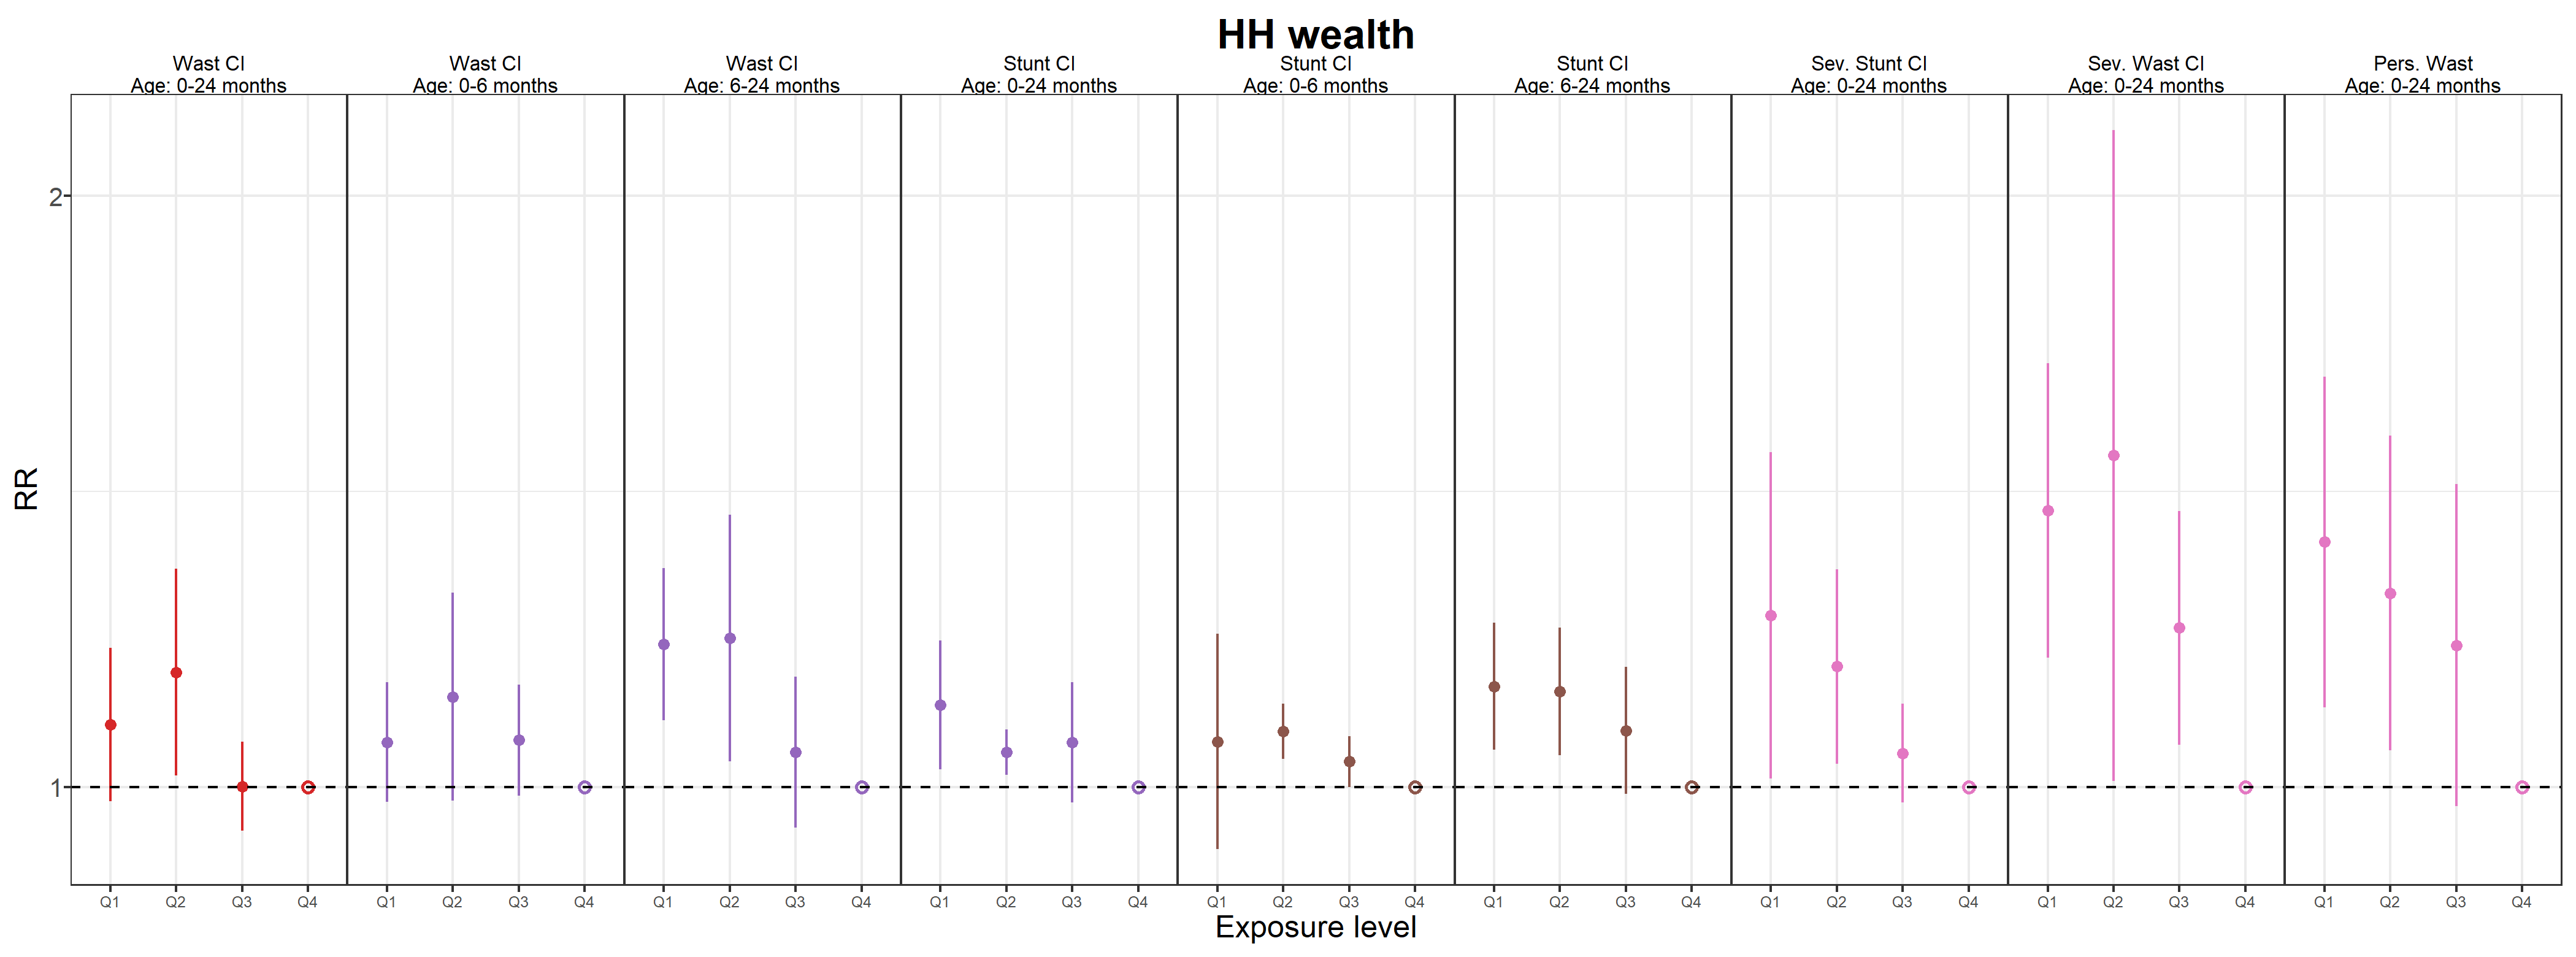 HH wealth
Wast CI Wast CI Wast CI Stunt CI Stunt CI Stunt CI Sev. Stunt CI Sev. Wast CI Pers. Wast
Age: 0-24 months Age: 0-6 months Age: 6-24 months Age: 0-24 months Age: 0-6 months Age: 6-24 months Age: 0-24 months Age: 0-24 months Age: 0-24 months
2
RR
1
Q1 Q2 Q3 Q4 Q1 Q2 Q3 Q4 Q1 Q2 Q3 Q4 Q1 Q2 Q3 Q4 Q1 Q2 Q3 Q4 Q1 Q2 Q3 Q4 Q1 Q2 Q3 Q4 Q1 Q2 Q3 Q4 Q1 Q2 Q3 Q4
Exposure level